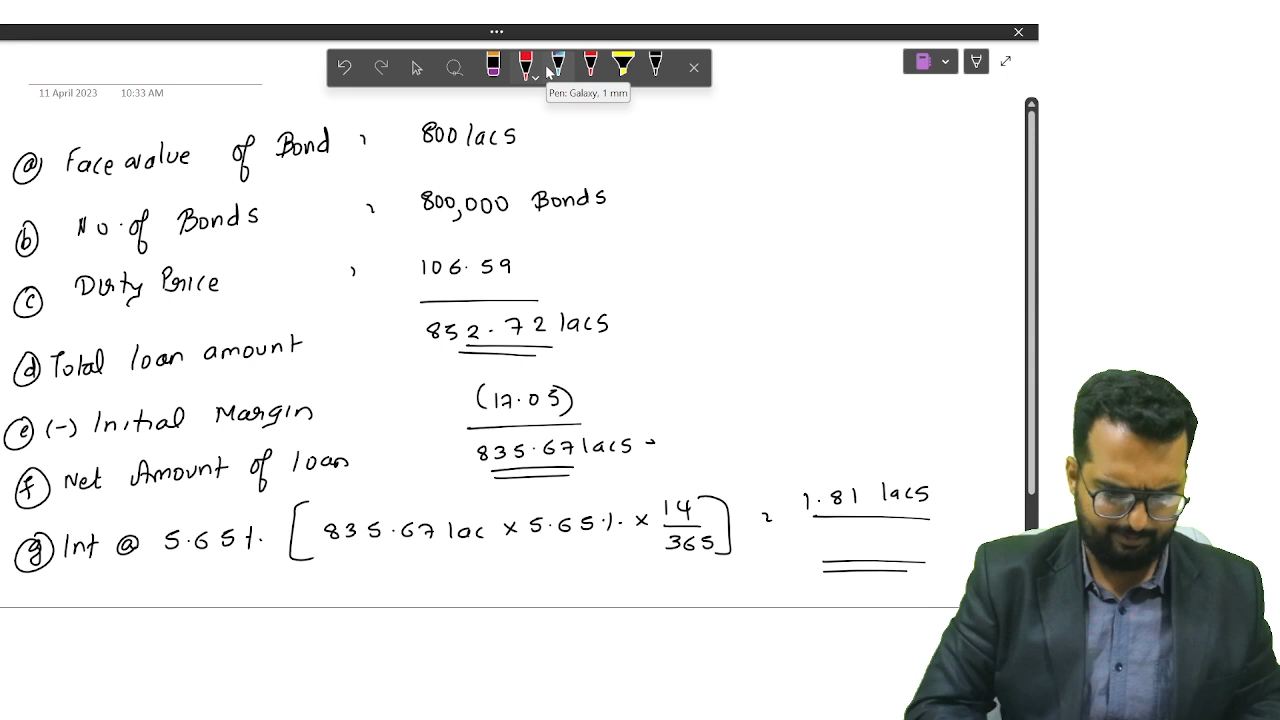 11 April 2023 10:33 AM
Pen: Galaxy, 1 mm
(a) Face value of Bond : 800 lacs
(b) No. of Bonds : 800,000 Bonds
(c) Dirty Price : 106.59
(d) Total loan amount 852.72 lacs
(e) (-) Initial Margin (17.05)
(f) Net Amount of loan 835.67 lacs
(g) Int @ 5.65%. [835.67 lac × 5.65%. × 14/365] = 1.81 lacs